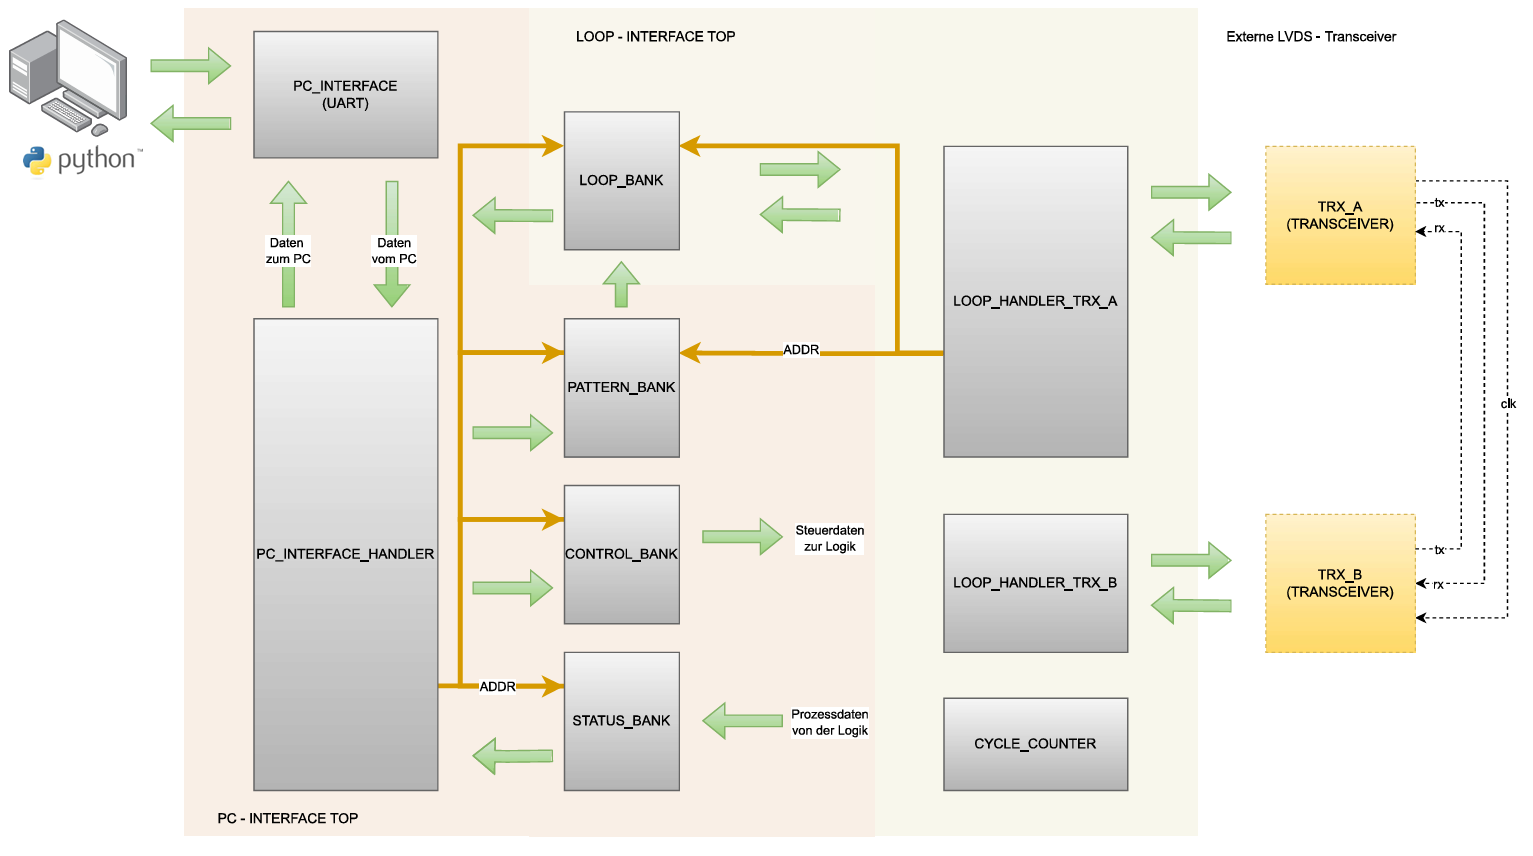 LOOP - INTERFACE TOP
Externe LVDS - Transceiver
PC_INTERFACE
(UART)
python™
LOOP_BANK
TRX_A
(TRANSCEIVER)
tx
rx
Daten
zum PC
Daten
vom PC
LOOP_HANDLER_TRX_A
ADDR
PATTERN_BANK
clk
PC_INTERFACE_HANDLER
CONTROL_BANK
Steuerdaten
zur Logik
LOOP_HANDLER_TRX_B
TRX_B
(TRANSCEIVER)
tx
rx
ADDR
STATUS_BANK
Prozessdaten
von der Logik
CYCLE_COUNTER
PC - INTERFACE TOP